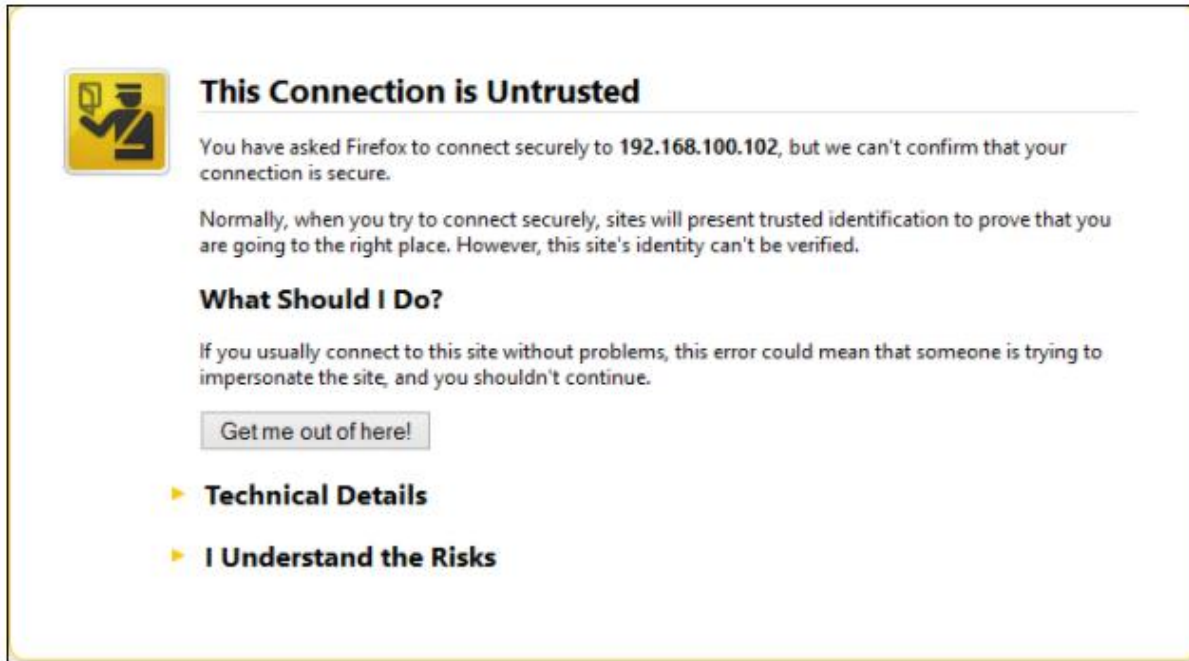 This Connection is Untrusted
You have asked Firefox to connect securely to 192.168.100.102, but we can't confirm that your
connection is secure.
Normally, when you try to connect securely, sites will present trusted identification to prove that you
are going to the right place. However, this site's identity can't be verified.
What Should I Do?
If you usually connect to this site without problems, this error could mean that someone is trying to
impersonate the site, and you shouldn't continue.
Get me out of here!
Technical Details
I Understand the Risks